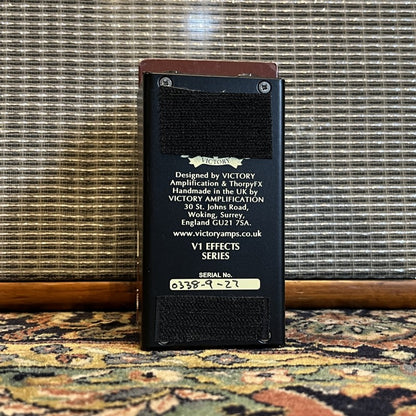 VICTORY
Designed by VICTORY
Amplification & ThorpyFX
Handmade in the UK by
VICTORY AMPLIFICATION
30 St. Johns Road,
Woking, Surrey,
England GU21 7SA.
www.victoryamps.co.uk
V1 EFFECTS
SERIES
SERIAL No.
0338-9-22